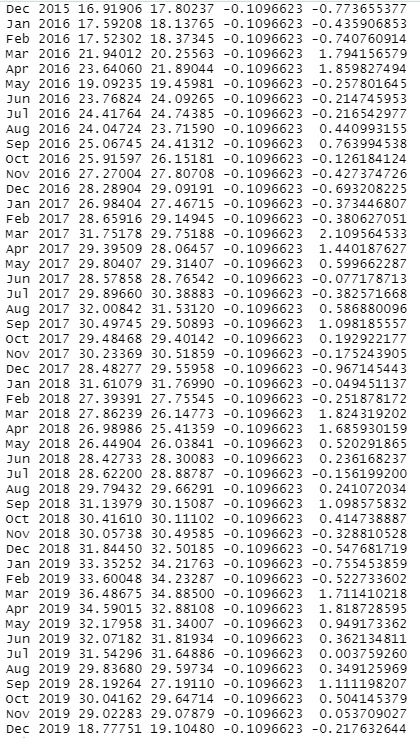 Dec 2015 16.91906 17.80237 -0.1096623 -0.773655377
Jan 2016 17.59208 18.13765 -0.1096623 -0.435906853
Feb 2016 17.52302 18.37345 -0.1096623 -0.740760914
Mar 2016 21.94012 20.25563 -0.1096623 1.794156579
Apr 2016 23.64060 21.89044 -0.1096623 1.859827494
May 2016 19.09235 19.45981 -0.1096623 -0.257801645
Jun 2016 23.76824 24.09265 -0.1096623 -0.214745953
Jul 2016 24.41764 24.74385 -0.1096623 -0.216542977
Aug 2016 24.04724 23.71590 -0.1096623 0.440993155
Sep 2016 25.06745 24.41312 -0.1096623 0.763994538
Oct 2016 25.91597 26.15181 -0.1096623 -0.126184124
Nov 2016 27.27004 27.80708 -0.1096623 -0.427374726
Dec 2016 28.28904 29.09191 -0.1096623 -0.693208225
Jan 2017 26.98404 27.46715 -0.1096623 -0.373446807
Feb 2017 28.65916 29.14945 -0.1096623 -0.380627051
Mar 2017 31.75178 29.75188 -0.1096623 2.109564533
Apr 2017 29.39509 28.06457 -0.1096623 1.440187627
May 2017 29.80407 29.31407 -0.1096623 0.599662287
Jun 2017 28.57858 28.76542 -0.1096623 -0.077178713
Jul 2017 29.89660 30.38883 -0.1096623 -0.382571668
Aug 2017 32.00842 31.53120 -0.1096623 0.586880096
Sep 2017 30.49745 29.50893 -0.1096623 1.098185557
Oct 2017 29.48468 29.40142 -0.1096623 0.192922177
Nov 2017 30.23369 30.51859 -0.1096623 -0.175243905
Dec 2017 28.48277 29.55958 -0.1096623 -0.967145443
Jan 2018 31.61079 31.76990 -0.1096623 -0.049451137
Feb 2018 27.39391 27.75545 -0.1096623 -0.251878172
Mar 2018 27.86239 26.14773 -0.1096623 1.824319202
Apr 2018 26.98986 25.41359 -0.1096623 1.685930159
May 2018 26.44904 26.03841 -0.1096623 0.520291865
Jun 2018 28.42733 28.30083 -0.1096623 0.236168237
Jul 2018 28.62200 28.88787 -0.1096623 -0.156199200
Aug 2018 29.79432 29.66291 -0.1096623 0.241072034
Sep 2018 31.13979 30.15087 -0.1096623 1.098575832
Oct 2018 30.41610 30.11102 -0.1096623 0.414738887
Nov 2018 30.05738 30.49585 -0.1096623 -0.328810528
Dec 2018 31.84450 32.50185 -0.1096623 -0.547681719
Jan 2019 33.35252 34.21763 -0.1096623 -0.755453859
Feb 2019 33.60048 34.23287 -0.1096623 -0.522733602
Mar 2019 36.48675 34.88500 -0.1096623 1.711410218
Apr 2019 34.59015 32.88108 -0.1096623 1.818728595
May 2019 32.17958 31.34007 -0.1096623 0.949173362
Jun 2019 32.07182 31.81934 -0.1096623 0.362134811
Jul 2019 31.54296 31.64886 -0.1096623 0.003759260
Aug 2019 29.83680 29.59734 -0.1096623 0.349125969
Sep 2019 28.19264 27.19110 -0.1096623 1.111198207
Oct 2019 30.04162 29.64714 -0.1096623 0.504145379
Nov 2019 29.02283 29.07879 -0.1096623 0.053709027
Dec 2019 18.77751 19.10480 -0.1096623 -0.217632644